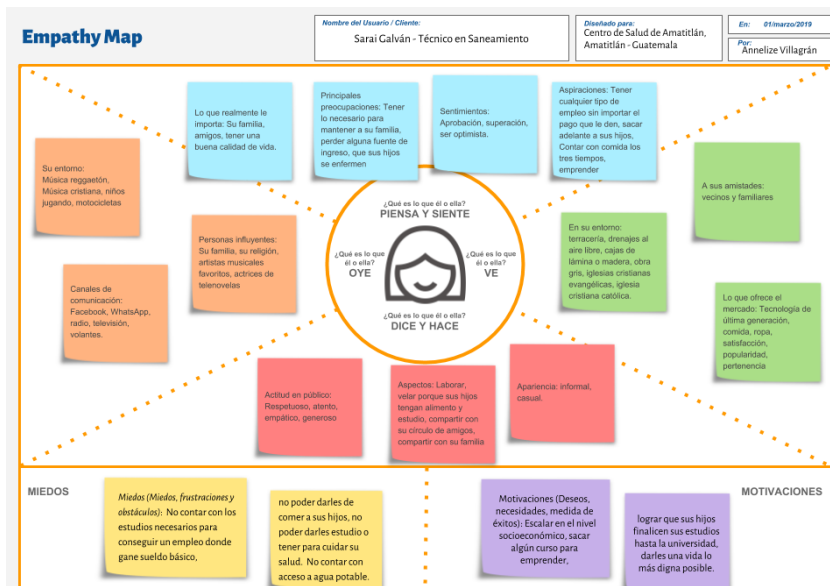 Empathy Map
Nombre del Usuario / Cliente:
Sarai Galván - Técnico en Saneamiento
Diseñado para:
Centro de Salud de Amatitlán,
Amatitlán - Guatemala
En: 01/marzo/2019
Por:
Annelize Villagrán
Lo que realmente le
importa: Su familia,
amigos, tener una
buena calidad de vida.
Principales
preocupaciones: Tener
lo necesario para
mantener a su familia,
perder alguna fuente de
ingreso, que sus hijos
se enfermen
Sentimientos:
Aprobación, superación,
ser optimista.
Aspiraciones: Tener
cualquier tipo de
empleo sin importar el
pago que le den, sacar
adelante a sus hijos,
Contar con comida los
tres tiempos,
emprender
Su entorno:
Música reggaetón,
Música cristiana, niños
jugando, motocicletas
Personas influyentes:
Su familia, su religión,
artistas musicales
favoritos, actrices de
telenovelas
Canales de
comunicación:
Facebook, WhatsApp,
radio, televisión,
volantes.
¿Qué es lo que él o ella?
PIENSA Y SIENTE
¿Qué es lo que
él o ella?
OYE
¿Qué es lo que
él o ella?
VE
¿Qué es lo que él o ella?
DICE Y HACE
A sus amistades:
vecinos y familiares
En su entorno:
terracería, drenajes al
aire libre, cajas de
lámina o madera, obra
gris, iglesias cristianas
evangélicas, iglesia
cristiana católica.
Lo que ofrece el
mercado: Tecnología de
última generación,
comida, ropa,
satisfacción,
popularidad,
pertenencia
Actitud en público:
Respetuoso, atento,
empático, generoso
Aspectos: Laborar,
velar porque sus hijos
tengan alimento y
estudio, compartir con
su círculo de amigos,
compartir con su familia
Apariencia: informal,
casual.
MIEDOS
Miedos (Miedos, frustraciones y
obstáculos): No contar con los
estudios necesarios para
conseguir un empleo donde
gane sueldo básico,
no poder darles de
comer a sus hijos, no
poder darles estudio o
tener para cuidar su
salud. No contar con
acceso a agua potable.
Motivaciones (Deseos,
necesidades, medida de
éxitos): Escalar en el nivel
socioeconómico, sacar
algún curso para
emprender,
lograr que sus hijos
finalicen sus estudios
hasta la universidad,
darles una vida lo
más digna posible.
MOTIVACIONES